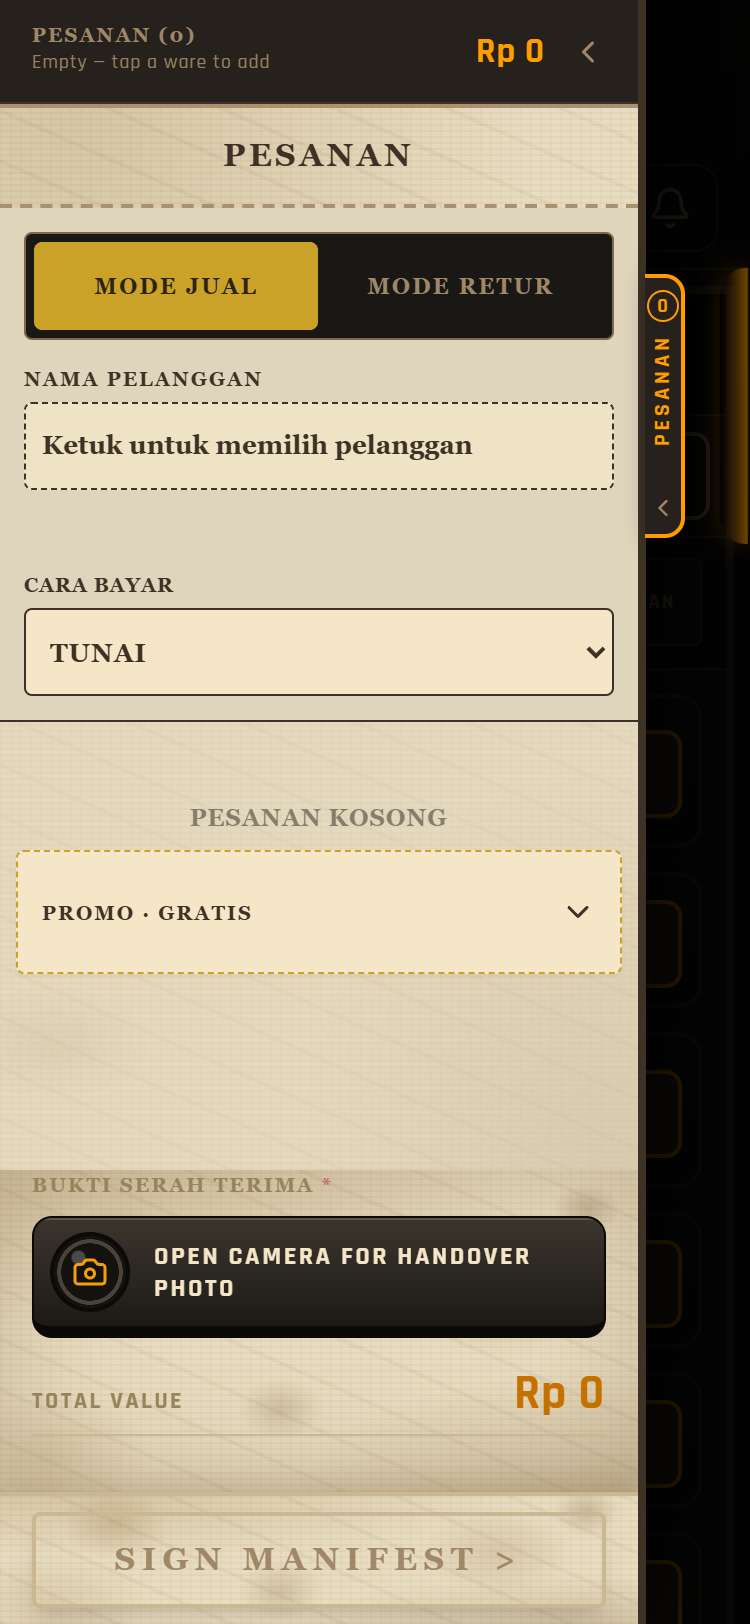 PESANAN (0)
Empty — tap a ware to add
Rp 0
PESANAN
MODE JUAL
MODE RETUR
0
PESANAN
NAMA PELANGGAN
Ketuk untuk memilih pelanggan
CARA BAYAR
TUNAI
AN
PESANAN KOSONG
PROMO · GRATIS
BUKTI SERAH TERIMA *
OPEN CAMERA FOR HANDOVER
PHOTO
TOTAL VALUE
Rp 0
SIGN MANIFEST >